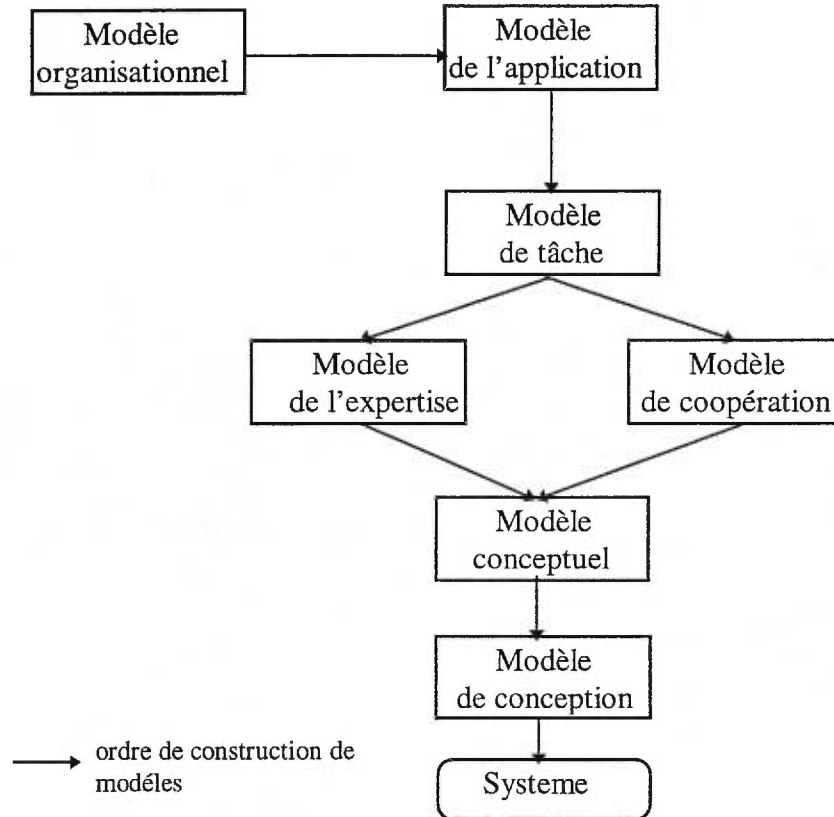 Modèle
organisationnel
Modèle
de l'application
Modèle
de tâche
Modèle
de l'expertise
Modèle
de coopération
Modèle
conceptuel
Modèle
de conception
ordre de construction de
modéles
Systeme